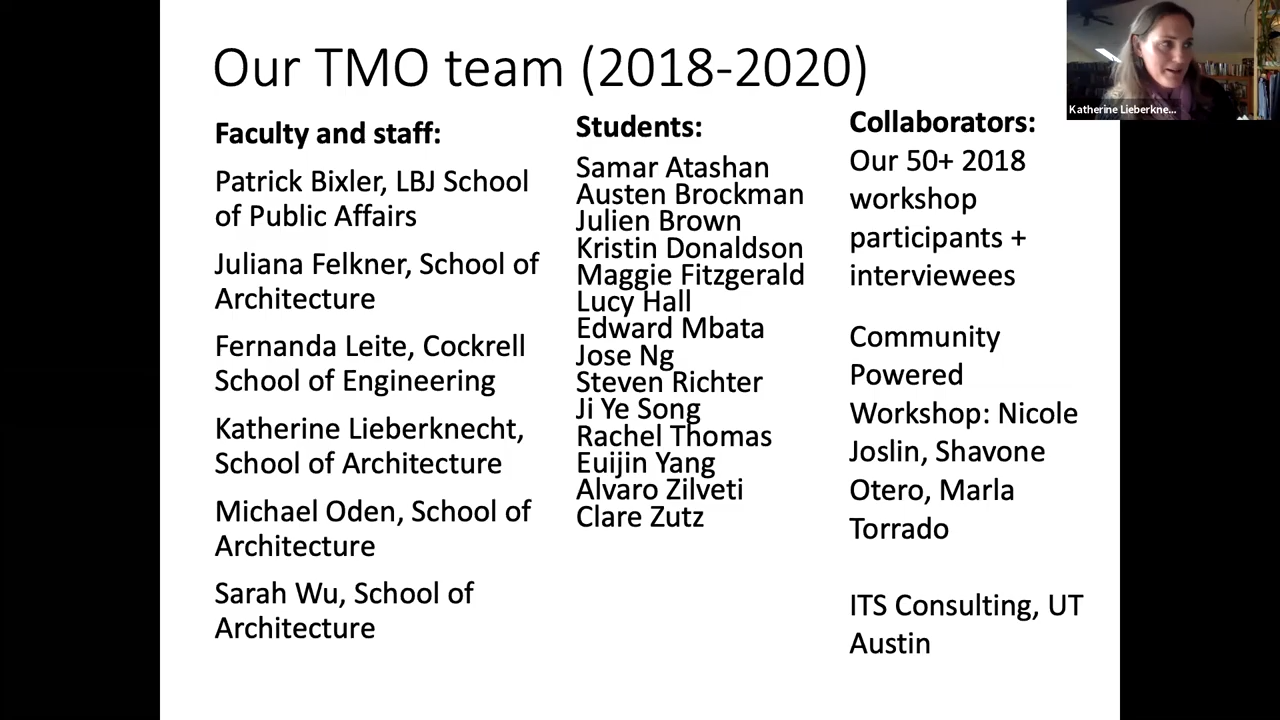 Our TMO team (2018-2020)
Faculty and staff:
Patrick Bixler, LBJ School
of Public Affairs
Juliana Felkner, School of
Architecture
Fernanda Leite, Cockrell
School of Engineering
Katherine Lieberknecht,
School of Architecture
Michael Oden, School of
Architecture
Sarah Wu, School of
Architecture
Students:
Samar Atashan
Austen Brockman
Julien Brown
Kristin Donaldson
Maggie Fitzgerald
Lucy Hall
Edward Mbata
Jose Ng
Steven Richter
Ji Ye Song
Rachel Thomas
Euijin Yang
Alvaro Zilveti
Clare Zutz
Collaborators:
Our 50+ 2018
workshop
participants +
interviewees
Community
Powered
Workshop: Nicole
Joslin, Shavone
Otero, Marla
Torrado
ITS Consulting, UT
Austin
Katherine Lieberkne...